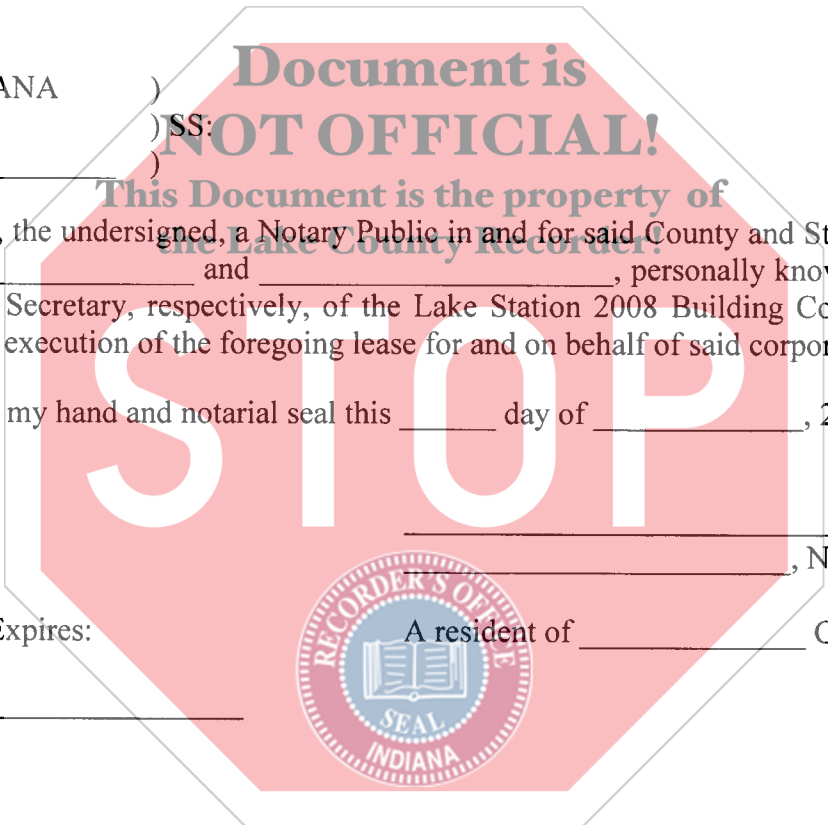 Document is
ANA )
NOT OFFICIAL!
) SS:
)
This Document is the property of
, the undersigned, a Notary Public in and for said County and St
the Lake County Recorder!
and , personally know
Secretary, respectively, of the Lake Station 2008 Building Co
execution of the foregoing lease for and on behalf of said corpor
STOP
my hand and notarial seal this day of , 2
, N
RECORDER'S OFFICE
Expires: A resident of C
SEAL
INDIANA